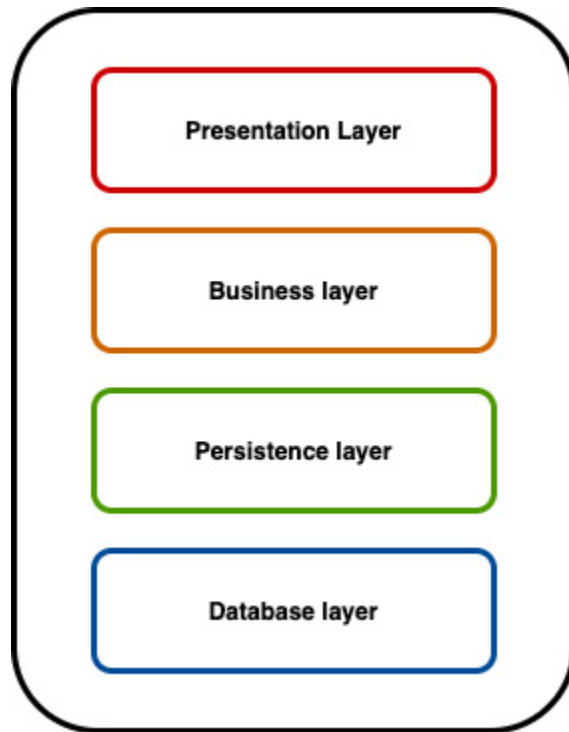 Presentation Layer
Business layer
Persistence layer
Database layer